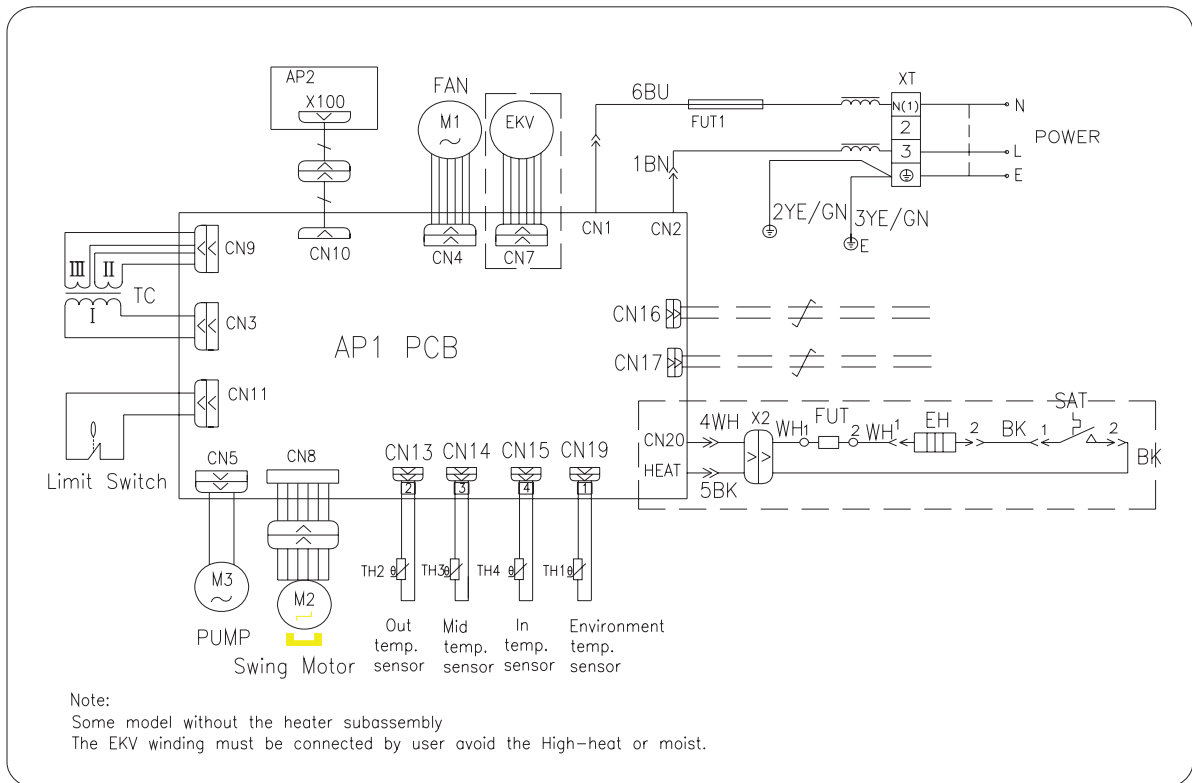 AP2
X100
CN10
FAN
M1
CN4
EKV
CN7
6BU
FUT1
1BN
CN1
CN2
XT
N(1)
2
3
N
L
E
POWER
2YE/GN
3YE/GN
E
CN9
III
II
TC
I
CN3
AP1 PCB
CN16
CN17
CN11
Limit Switch
CN5
M3
PUMP
CN8
M2
Swing Motor
CN13
CN14
CN15
CN19
2
3
4
1
TH2 θ
TH3 θ
TH4 θ
TH1 θ
Out
temp.
sensor
Mid
temp.
sensor
In
temp.
sensor
Environment
temp.
sensor
CN20
HEAT
4WH
5BK
X2
WH
1
FUT
2
WH
1
EH
2
BK
1
SAT
2
BK
Note:
Some model without the heater subassembly
The EKV winding must be connected by user avoid the High-heat or moist.